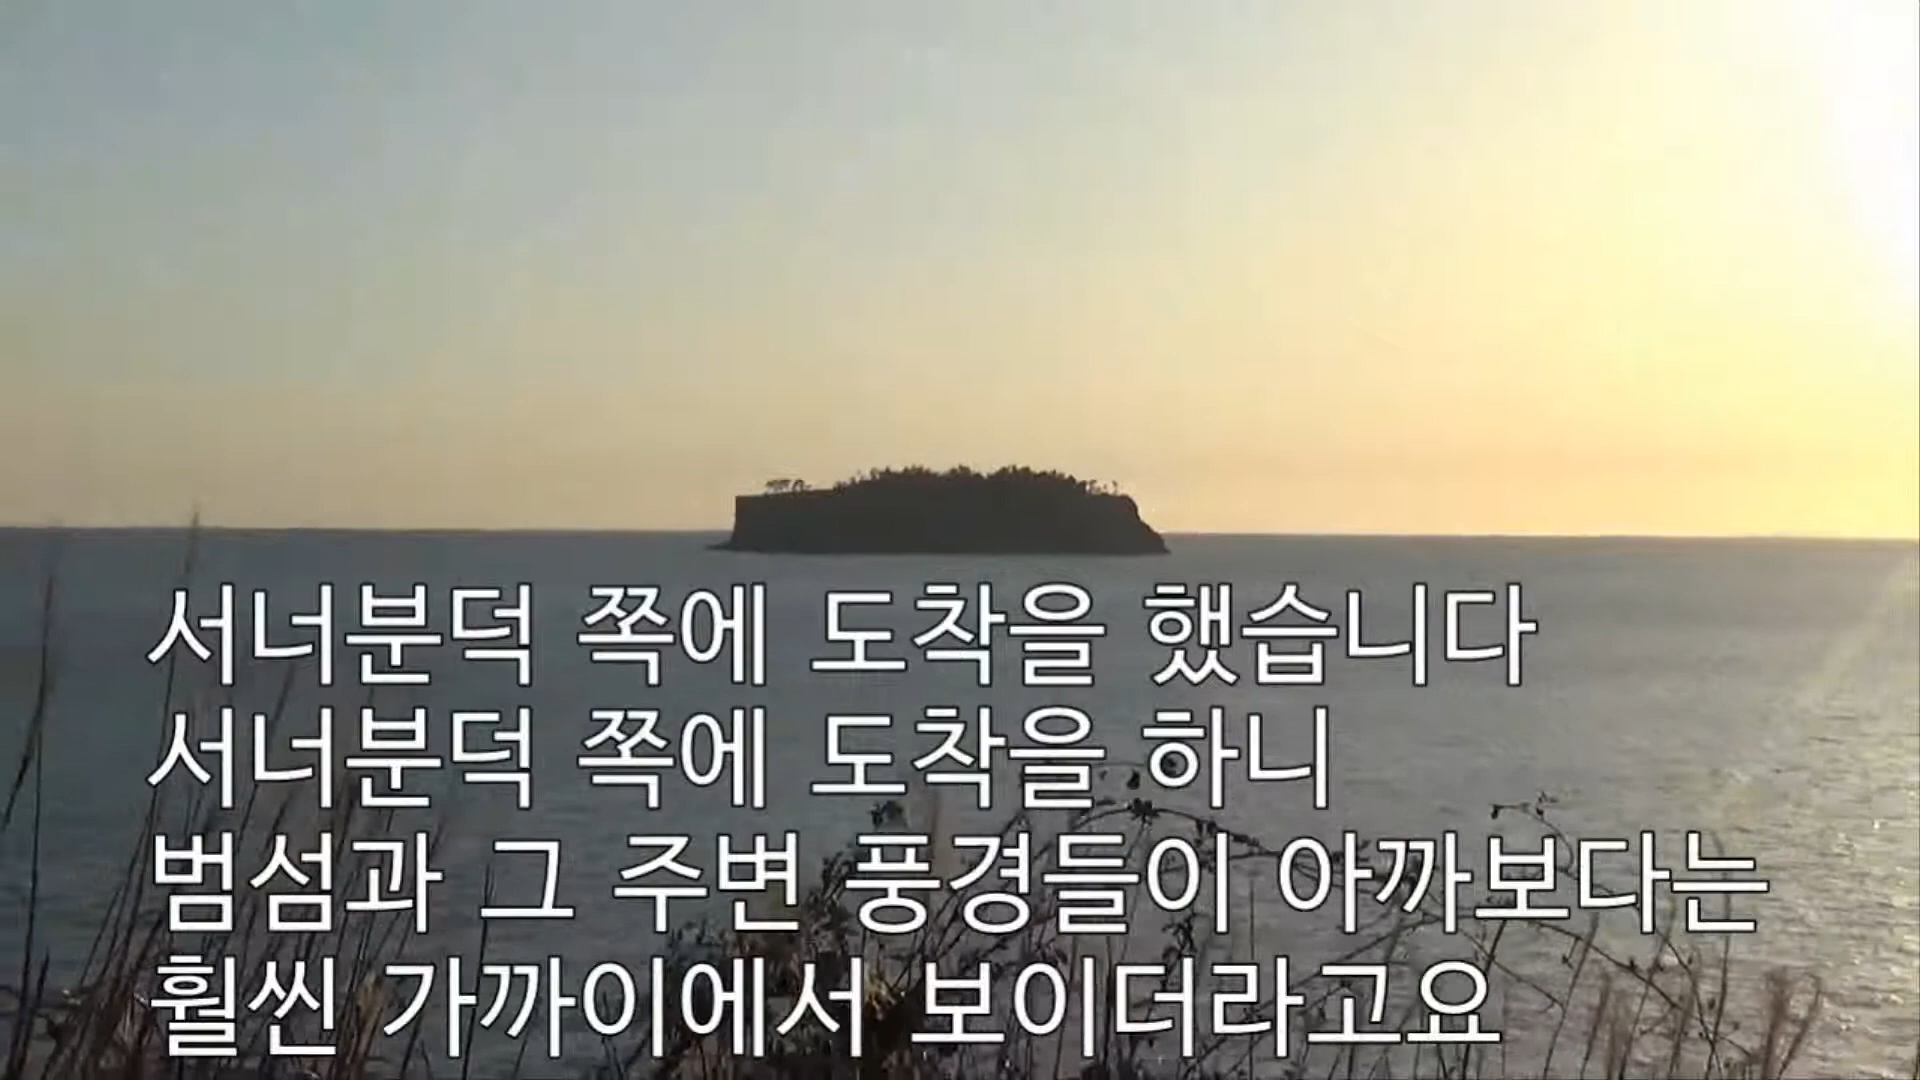 서너분덕 쪽에 도착을 했습니다
서너분덕 쪽에 도착을 하니
범섬과 그 주변 풍경들이 아까보다는
훨씬 가까이에서 보이더라고요